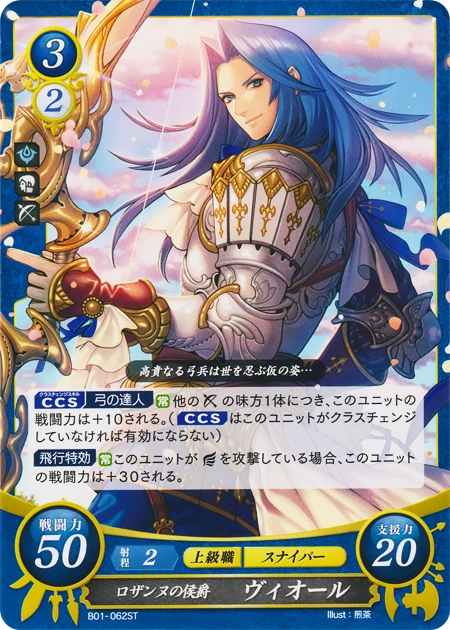 3
2
高貴なる弓兵は世を忍ぶ仮の姿…
クラスチェンジスキル
CCS 弓の達人 常他の の味方1体につき、このユニットの
戦闘力は+10される。(CCSはこのユニットがクラスチェンジ
していなければ有効にならない)
飛行特効 常このユニットが を攻撃している場合、このユニット
の戦闘力は+30される。
戦闘力
50
射程 2
上級職
スナイパー
支援力
20
ロザンヌの侯爵 ヴィオール
B01-062ST
Illust：煎茶